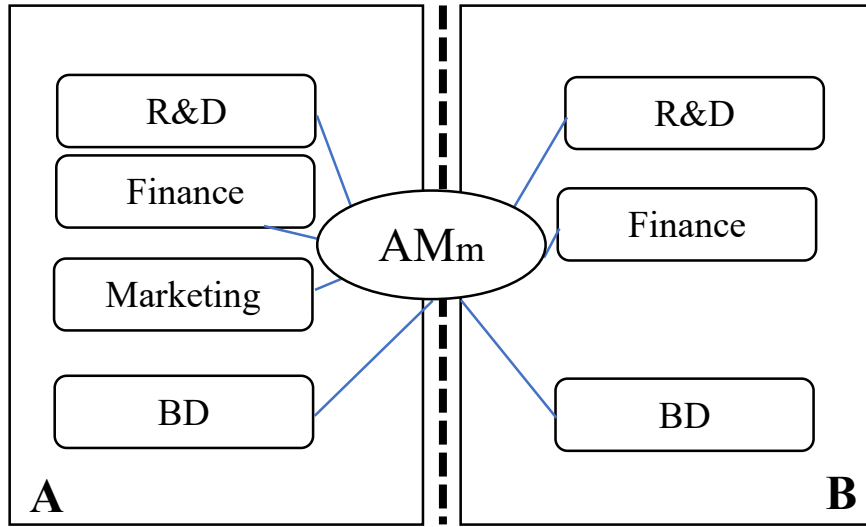 R&D
Finance
Marketing
BD
A
AMm
R&D
Finance
BD
B